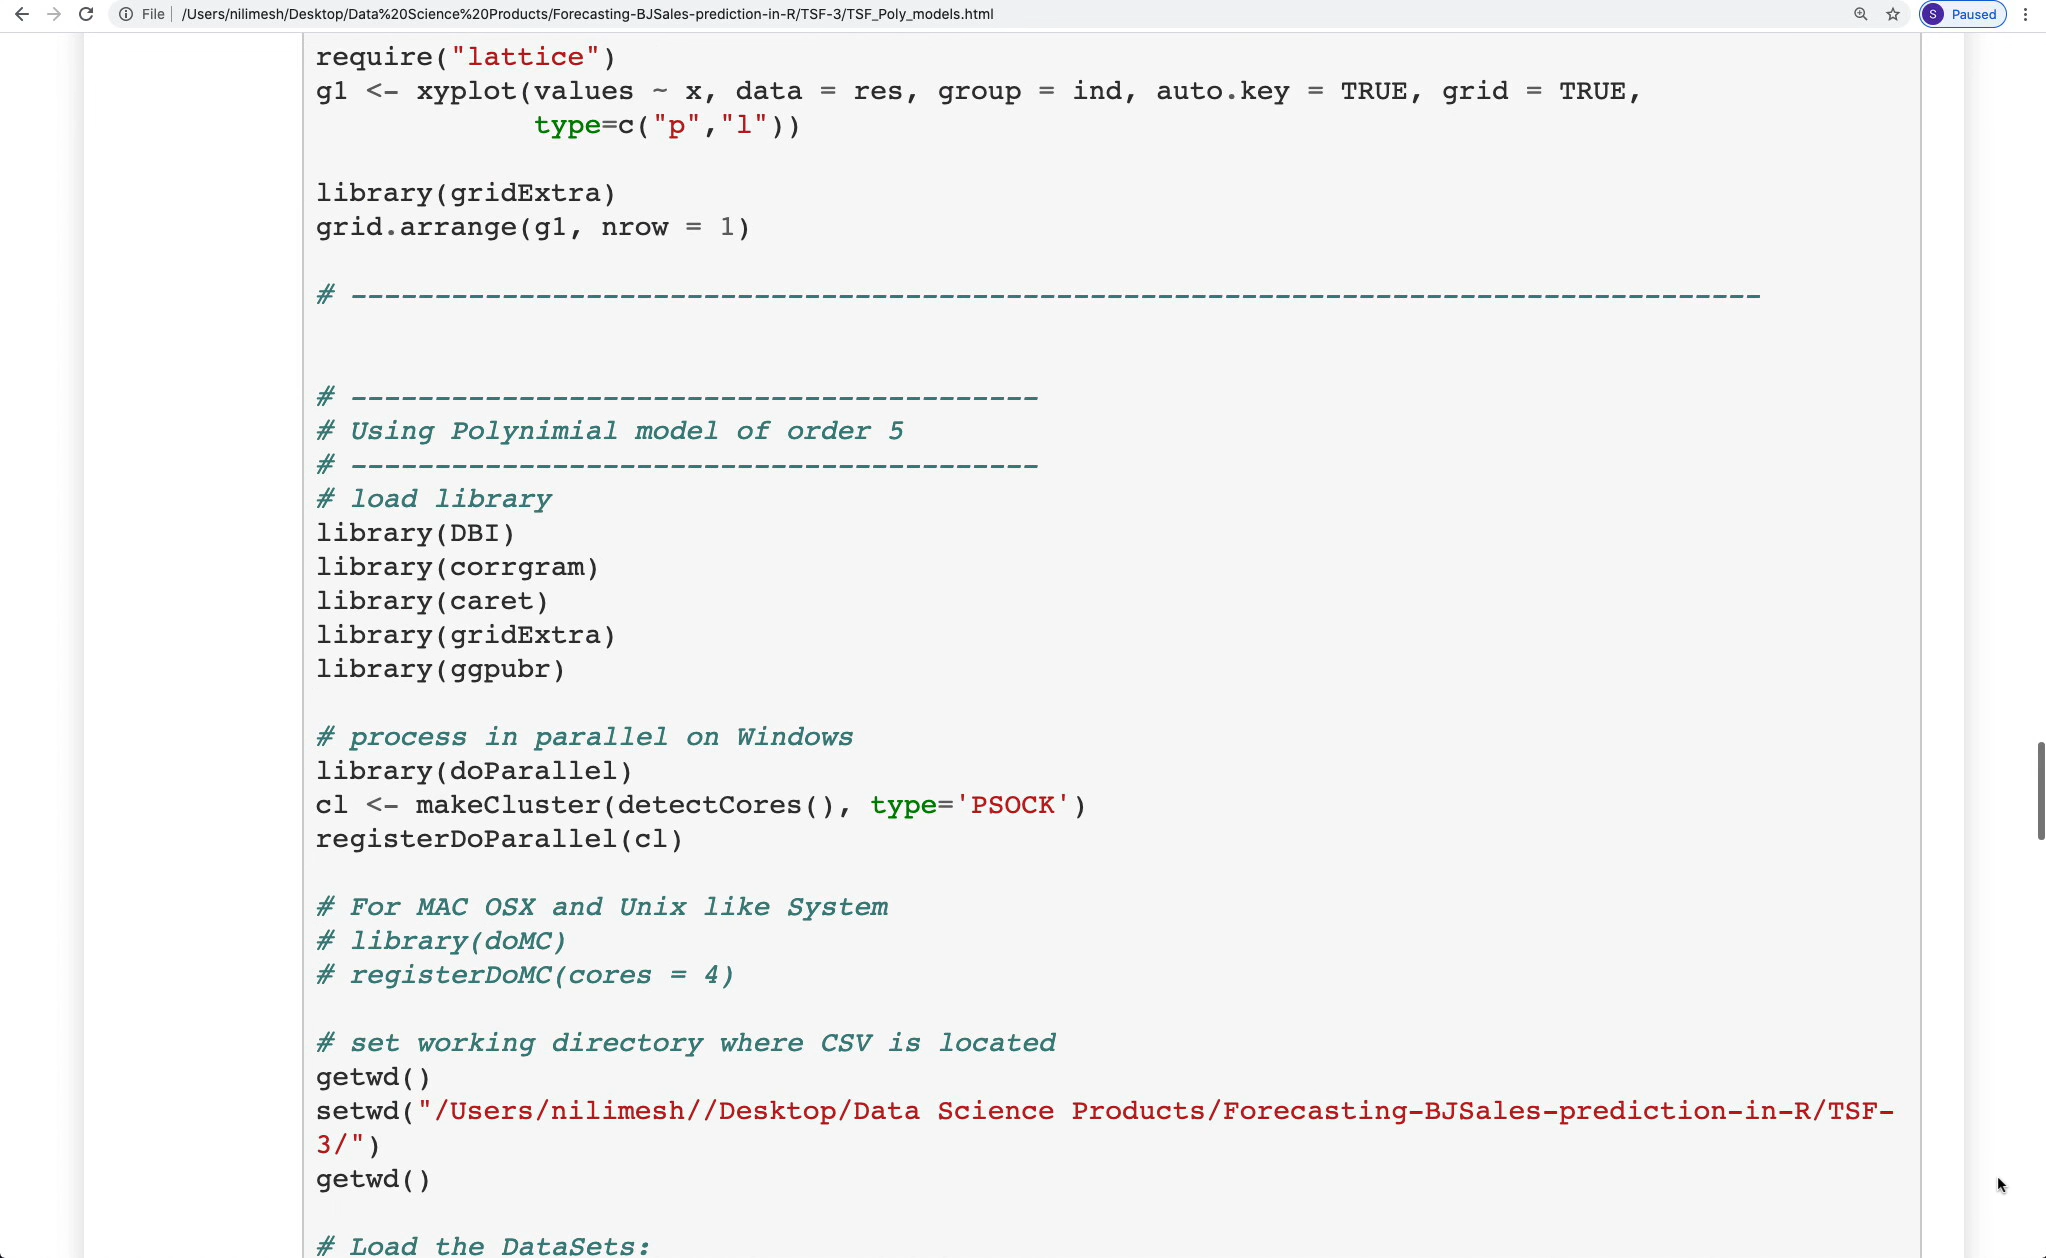 File | /Users/nilimesh/Desktop/Data%20Science%20Products/Forecasting-BJSales-prediction-in-R/TSF-3/TSF_Poly_models.html
S Paused
require("lattice")
g1 <- xyplot(values ~ x, data = res, group = ind, auto.key = TRUE, grid = TRUE,
             type=c("p","l"))
library(gridExtra)
grid.arrange(g1, nrow = 1)
# ------------------------------------------------------------------------------------
# -----------------------------------------
# Using Polynimial model of order 5
# -----------------------------------------
# load library
library(DBI)
library(corrgram)
library(caret)
library(gridExtra)
library(ggpubr)
# process in parallel on Windows
library(doParallel)
cl <- makeCluster(detectCores(), type='PSOCK')
registerDoParallel(cl)
# For MAC OSX and Unix like System
# library(doMC)
# registerDoMC(cores = 4)
# set working directory where CSV is located
getwd()
setwd("/Users/nilimesh//Desktop/Data Science Products/Forecasting-BJSales-prediction-in-R/TSF-
3/")
getwd()
# Load the DataSets: